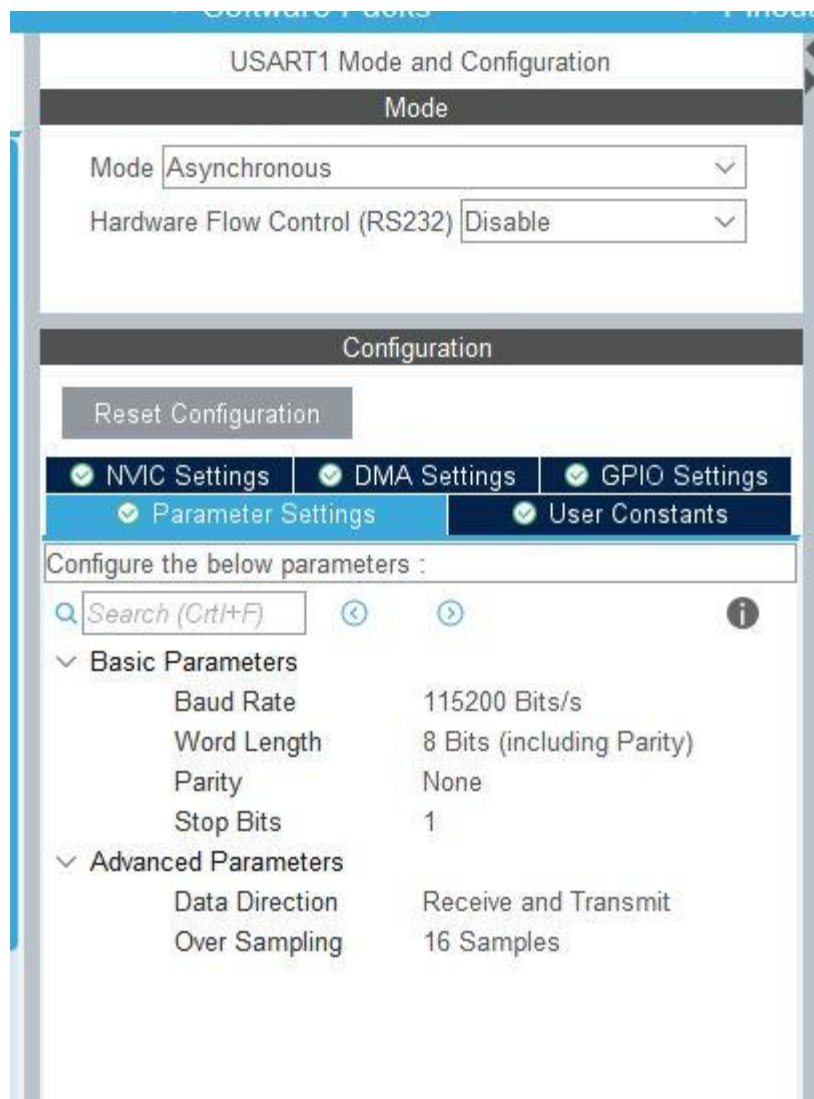 Software Packs
Pinout
USART1 Mode and Configuration
Mode
Mode Asynchronous
Hardware Flow Control (RS232) Disable
Configuration
Reset Configuration
NVIC Settings DMA Settings GPIO Settings
Parameter Settings User Constants
Configure the below parameters :
Search (Crtl+F)
Basic Parameters
Baud Rate 115200 Bits/s
Word Length 8 Bits (including Parity)
Parity None
Stop Bits 1
Advanced Parameters
Data Direction Receive and Transmit
Over Sampling 16 Samples